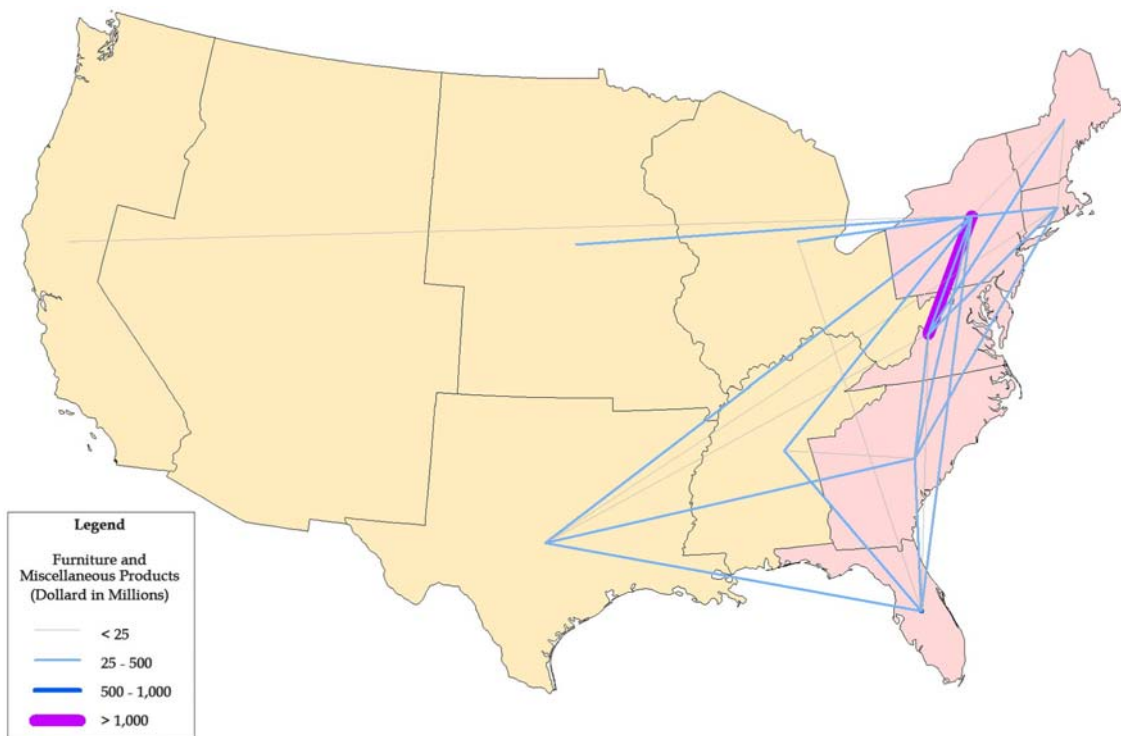 Legend
Furniture and
Miscellaneous Products
(Dollard in Millions)
< 25
25 - 500
500 - 1,000
> 1,000